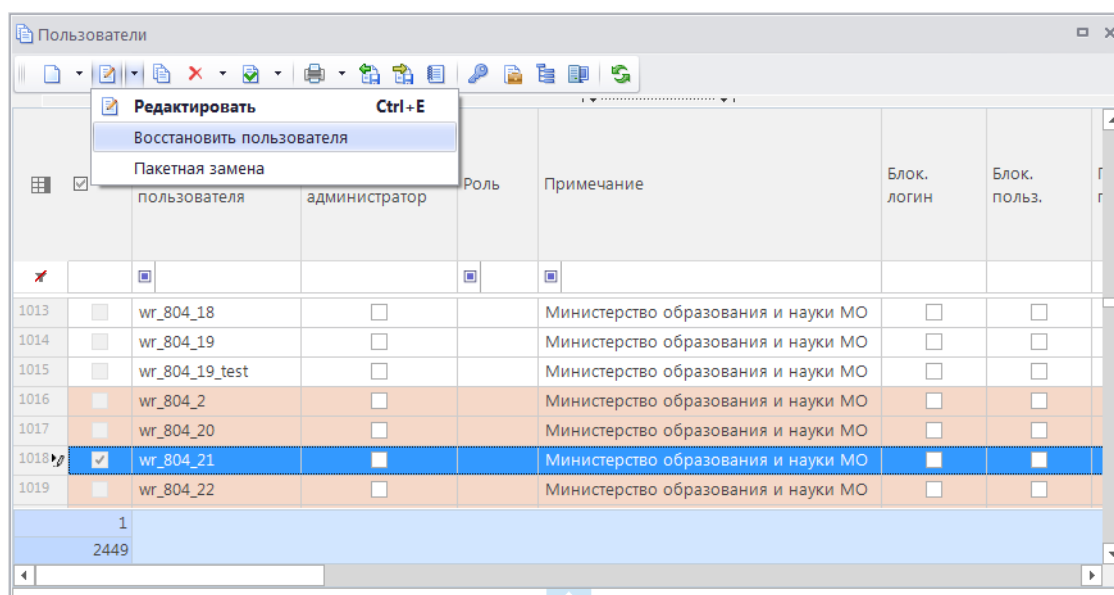 Пользователи
Редактировать Ctrl+E
Восстановить пользователя
Пакетная замена
пользователя администратор Роль Примечание Блок. логин Блок. польз.
1013 wr_804_18 Министерство образования и науки МО
1014 wr_804_19 Министерство образования и науки МО
1015 wr_804_19_test Министерство образования и науки МО
1016 wr_804_2 Министерство образования и науки МО
1017 wr_804_20 Министерство образования и науки МО
1018 wr_804_21 Министерство образования и науки МО
1019 wr_804_22 Министерство образования и науки МО
1
2449